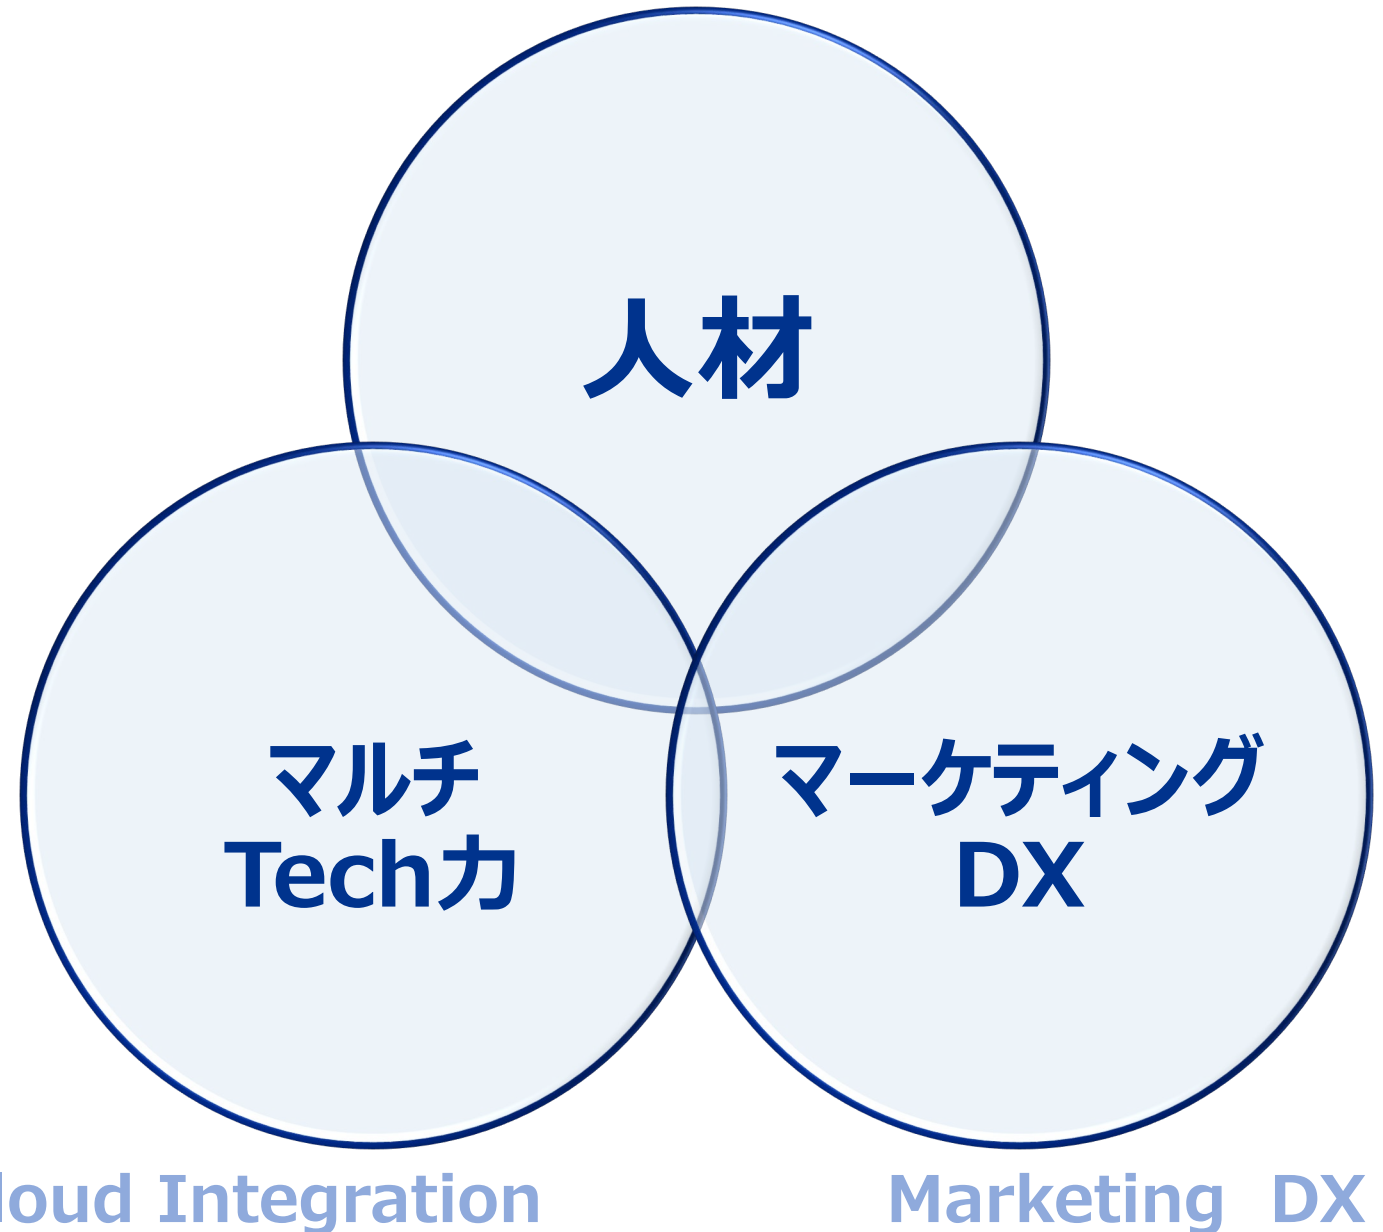 人材
マルチ
Tech力
マーケティング
DX
loud Integration
Marketing DX